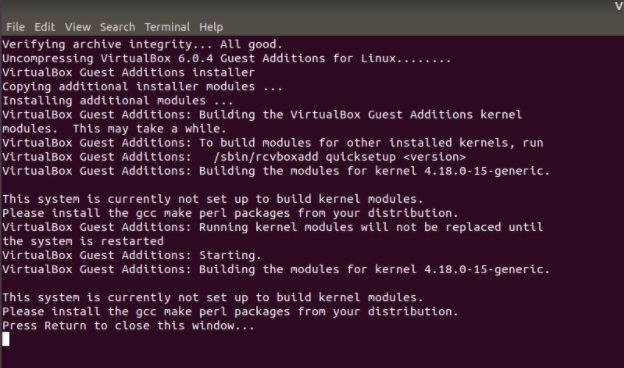 V
File Edit View Search Terminal Help
Verifying archive integrity... All good.
Uncompressing VirtualBox 6.0.4 Guest Additions for Linux........
VirtualBox Guest Additions installer
Copying additional installer modules ...
Installing additional modules ...
VirtualBox Guest Additions: Building the VirtualBox Guest Additions kernel
modules.  This may take a while.
VirtualBox Guest Additions: To build modules for other installed kernels, run
VirtualBox Guest Additions:   /sbin/rcvboxadd quicksetup <version>
VirtualBox Guest Additions: Building the modules for kernel 4.18.0-15-generic.

This system is currently not set up to build kernel modules.
Please install the gcc make perl packages from your distribution.
VirtualBox Guest Additions: Running kernel modules will not be replaced until
the system is restarted
VirtualBox Guest Additions: Starting.
VirtualBox Guest Additions: Building the modules for kernel 4.18.0-15-generic.

This system is currently not set up to build kernel modules.
Please install the gcc make perl packages from your distribution.
Press Return to close this window...